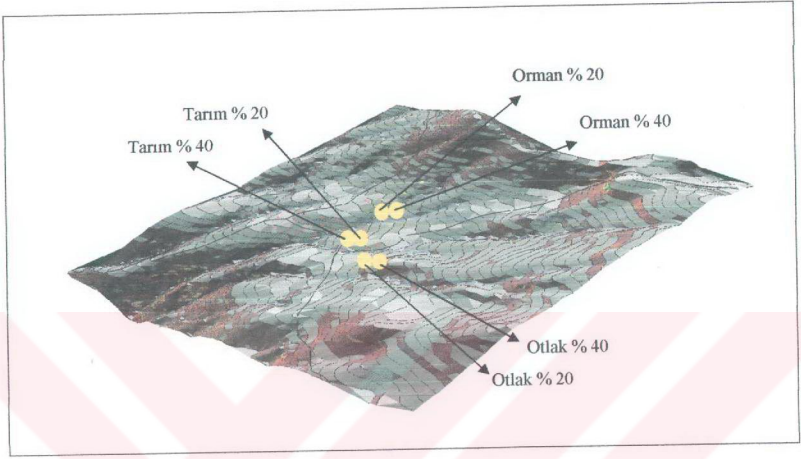 Orman % 20
Tarım % 20
Orman % 40
Tarım % 40
Otlak % 40
Otlak % 20